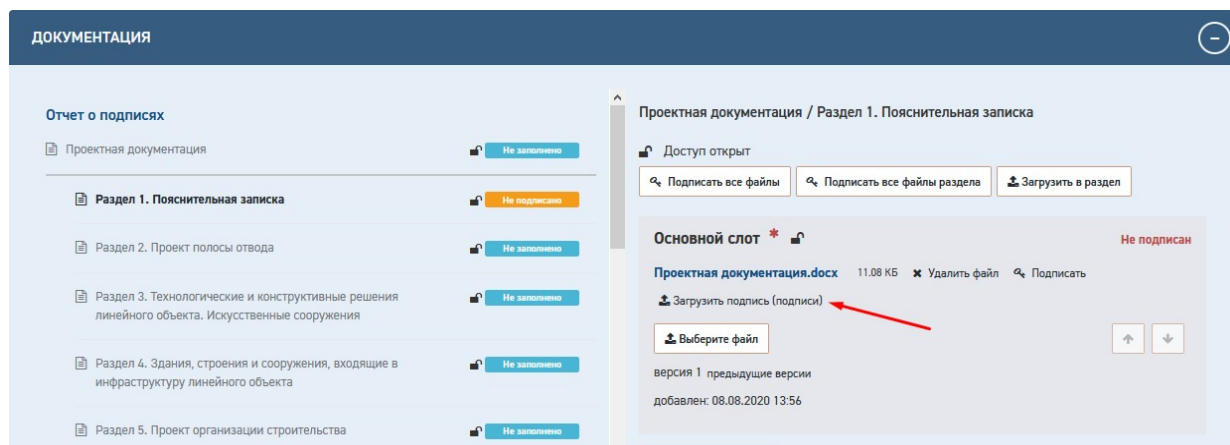 ДОКУМЕНТАЦИЯ
Отчет о подписях
Проектная документация
Не заполнено
Раздел 1. Пояснительная записка
Не подписано
Раздел 2. Проект полосы отвода
Не заполнено
Раздел 3. Технологические и конструктивные решения
линейного объекта. Искусственные сооружения
Не заполнено
Раздел 4. Здания, строения и сооружения, входящие в
инфраструктуру линейного объекта
Не заполнено
Раздел 5. Проект организации строительства
Не заполнено
Проектная документация / Раздел 1. Пояснительная записка
Доступ открыт
Подписать все файлы
Подписать все файлы раздела
Загрузить в раздел
Основной слот *
Не подписан
Проектная документация.docx 11.08 КБ Удалить файл Подписать
Загрузить подпись (подписи)
Выберите файл
версия 1 предыдущие версии
добавлен: 08.08.2020 13:56